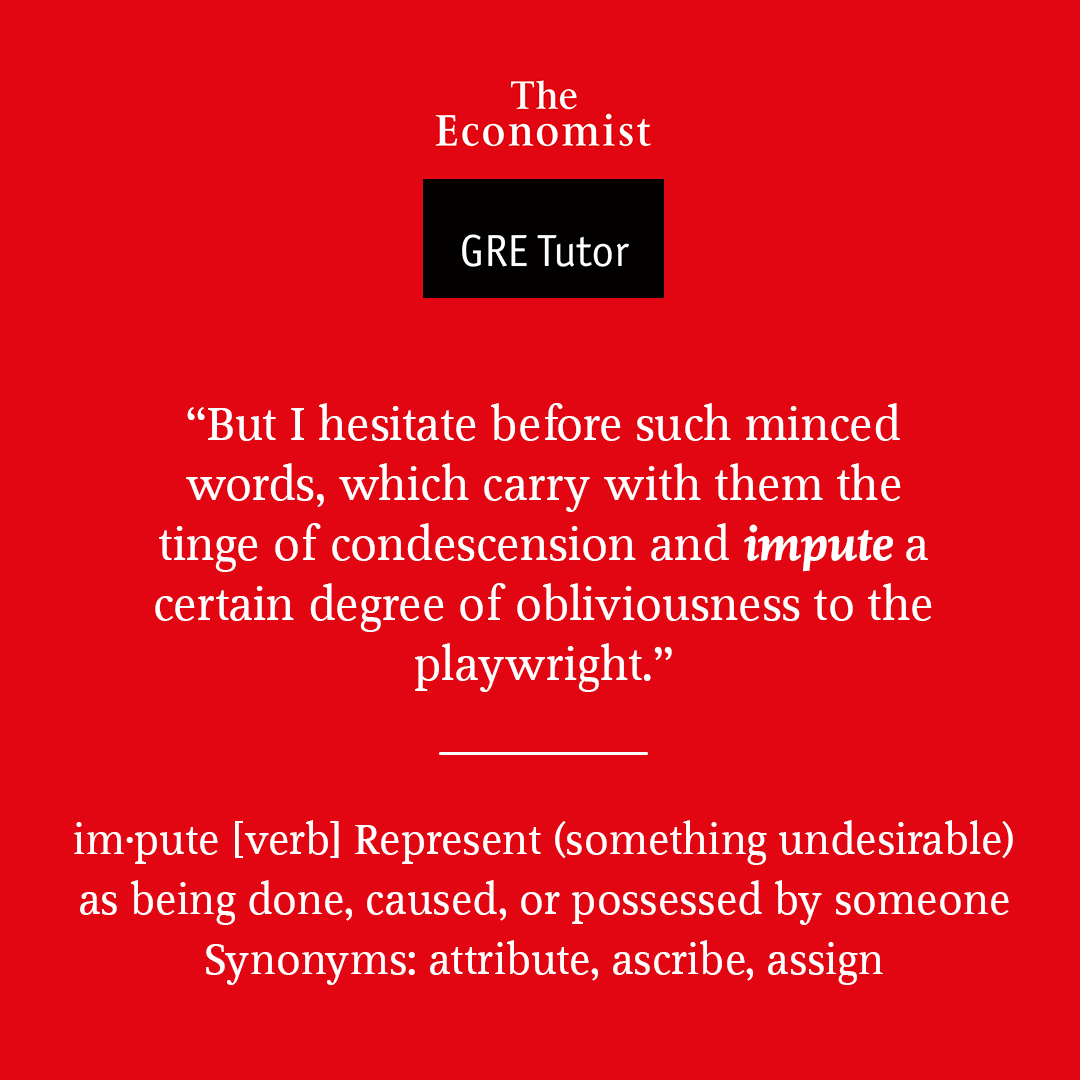 The
Economist
GRE Tutor
“But I hesitate before such minced
words, which carry with them the
tinge of condescension and impute a
certain degree of obliviousness to the
playwright.”
im·pute [verb] Represent (something undesirable)
as being done, caused, or possessed by someone
Synonyms: attribute, ascribe, assign